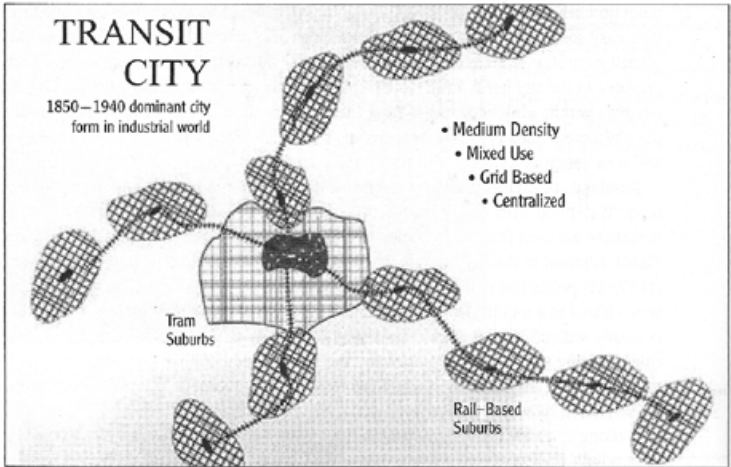 TRANSIT
CITY
1850–1940 dominant city
form in industrial world
• Medium Density
• Mixed Use
• Grid Based
• Centralized
Tram
Suburbs
Rail–Based
Suburbs